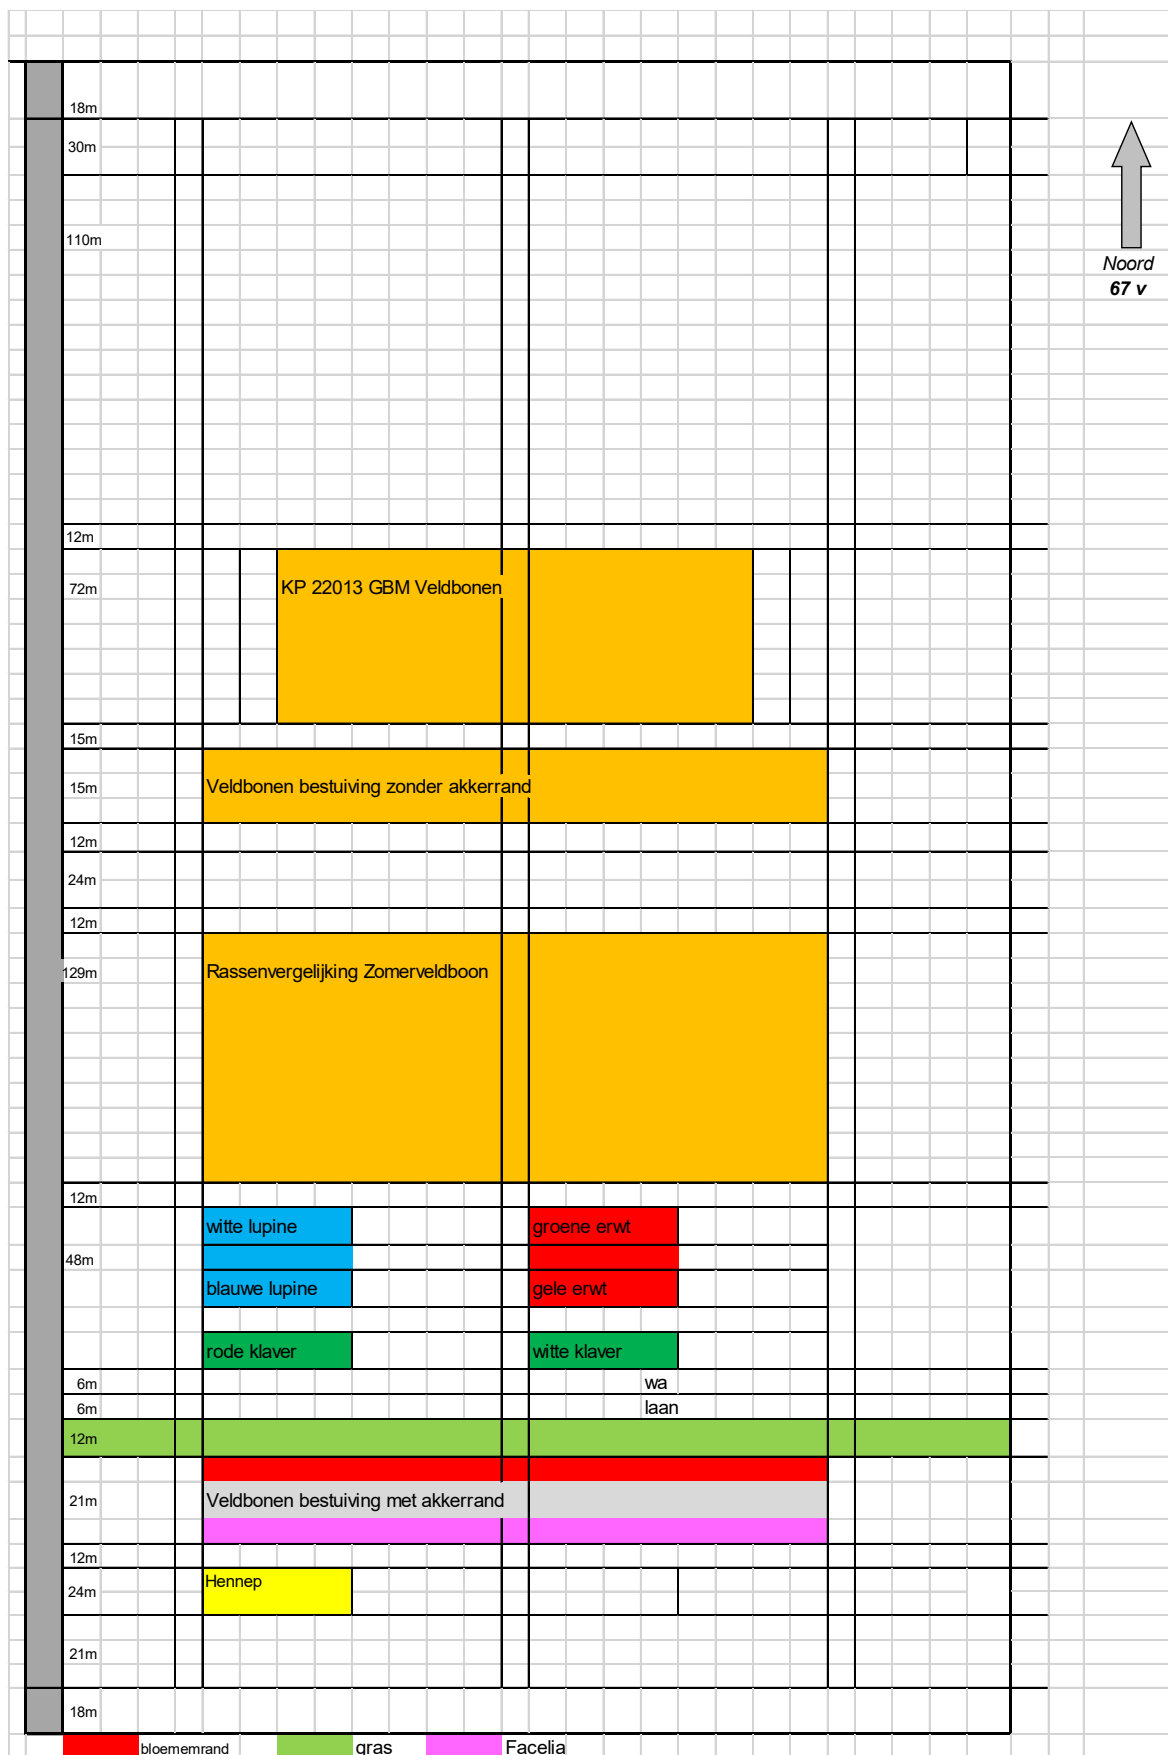 18m
30m
110m
Noord
67 v
12m
72m
KP 22013 GBM Veldbonen
15m
15m
Veldbonen bestuiving zonder akkerrand
12m
24m
12m
129m
Rassenvergelijking Zomerveldboon
12m
witte lupine groene erwt
48m
blauwe lupine gele erwt
rode klaver witte klaver
6m wa
6m laan
12m
21m Veldbonen bestuiving met akkerrand
12m
Hennep
24m
21m
18m
bloememrand gras Facelia